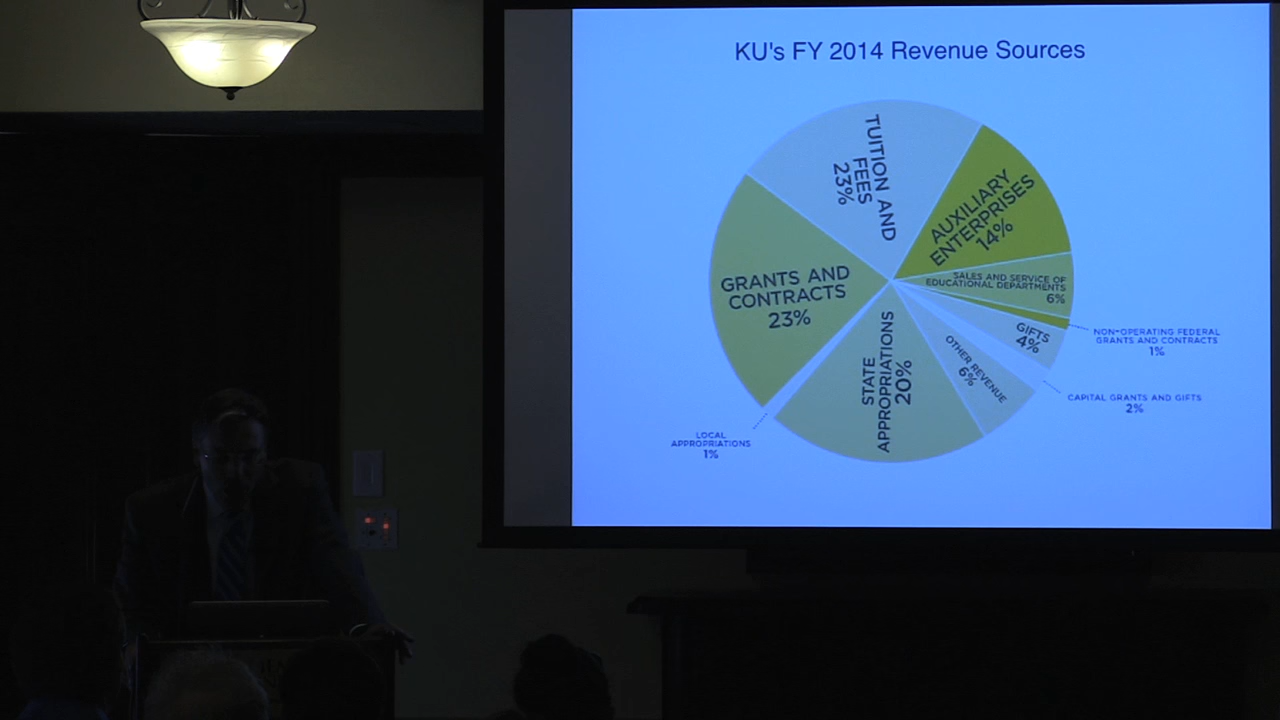 KU's FY 2014 Revenue Sources
TUITION AND
FEES
23%
AUXILIARY
ENTERPRISES
14%
SALES AND SERVICE OF
EDUCATIONAL DEPARTMENTS
6%
NON-OPERATING FEDERAL
GRANTS AND CONTRACTS
1%
GIFTS
4%
CAPITAL GRANTS AND GIFTS
2%
OTHER REVENUE
6%
STATE
APPROPRIATIONS
20%
LOCAL
APPROPRIATIONS
1%
GRANTS AND
CONTRACTS
23%